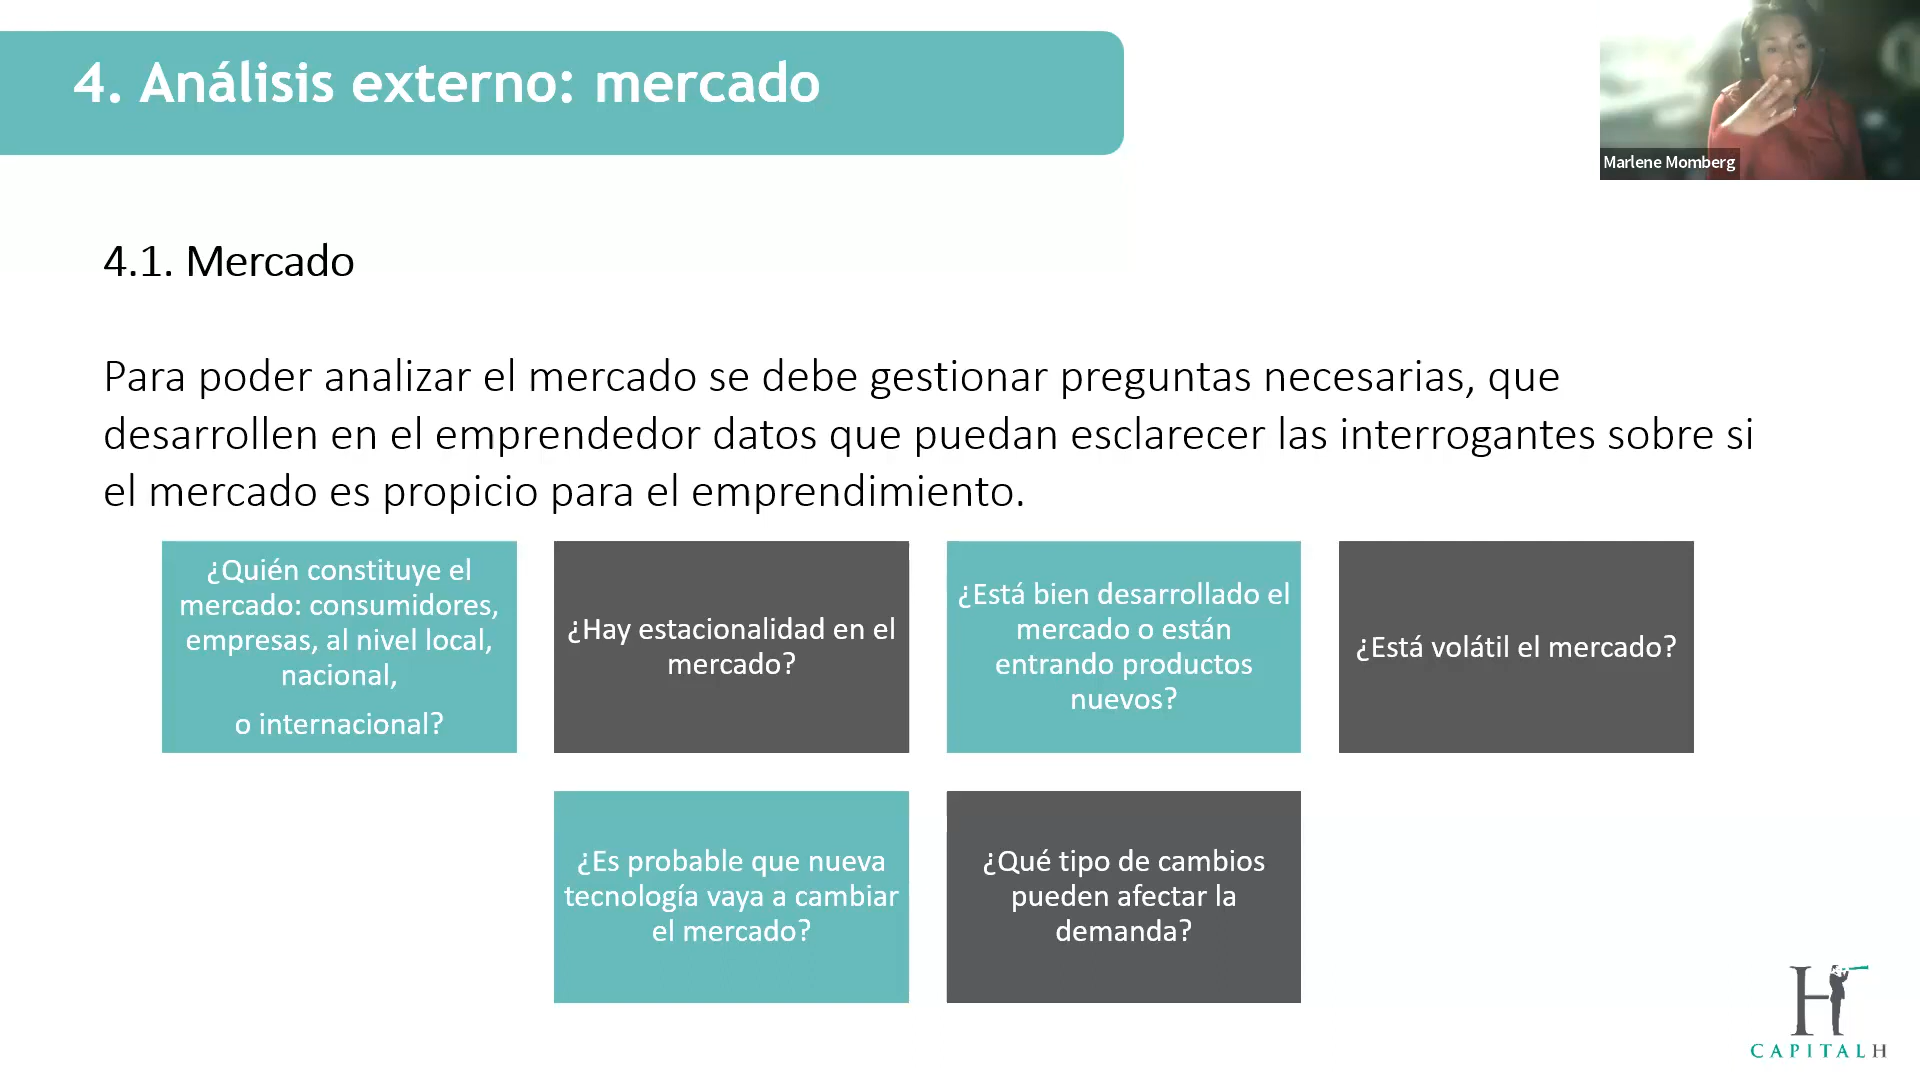 4. Análisis externo: mercado
Marlene Momberg
4.1. Mercado
Para poder analizar el mercado se debe gestionar preguntas necesarias, que
desarrollen en el emprendedor datos que puedan esclarecer las interrogantes sobre si
el mercado es propicio para el emprendimiento.
¿Quién constituye el
mercado: consumidores,
empresas, al nivel local,
nacional,
o internacional?
¿Hay estacionalidad en el
mercado?
¿Está bien desarrollado el
mercado o están
entrando productos
nuevos?
¿Está volátil el mercado?
¿Es probable que nueva
tecnología vaya a cambiar
el mercado?
¿Qué tipo de cambios
pueden afectar la
demanda?
H
CAPITALH